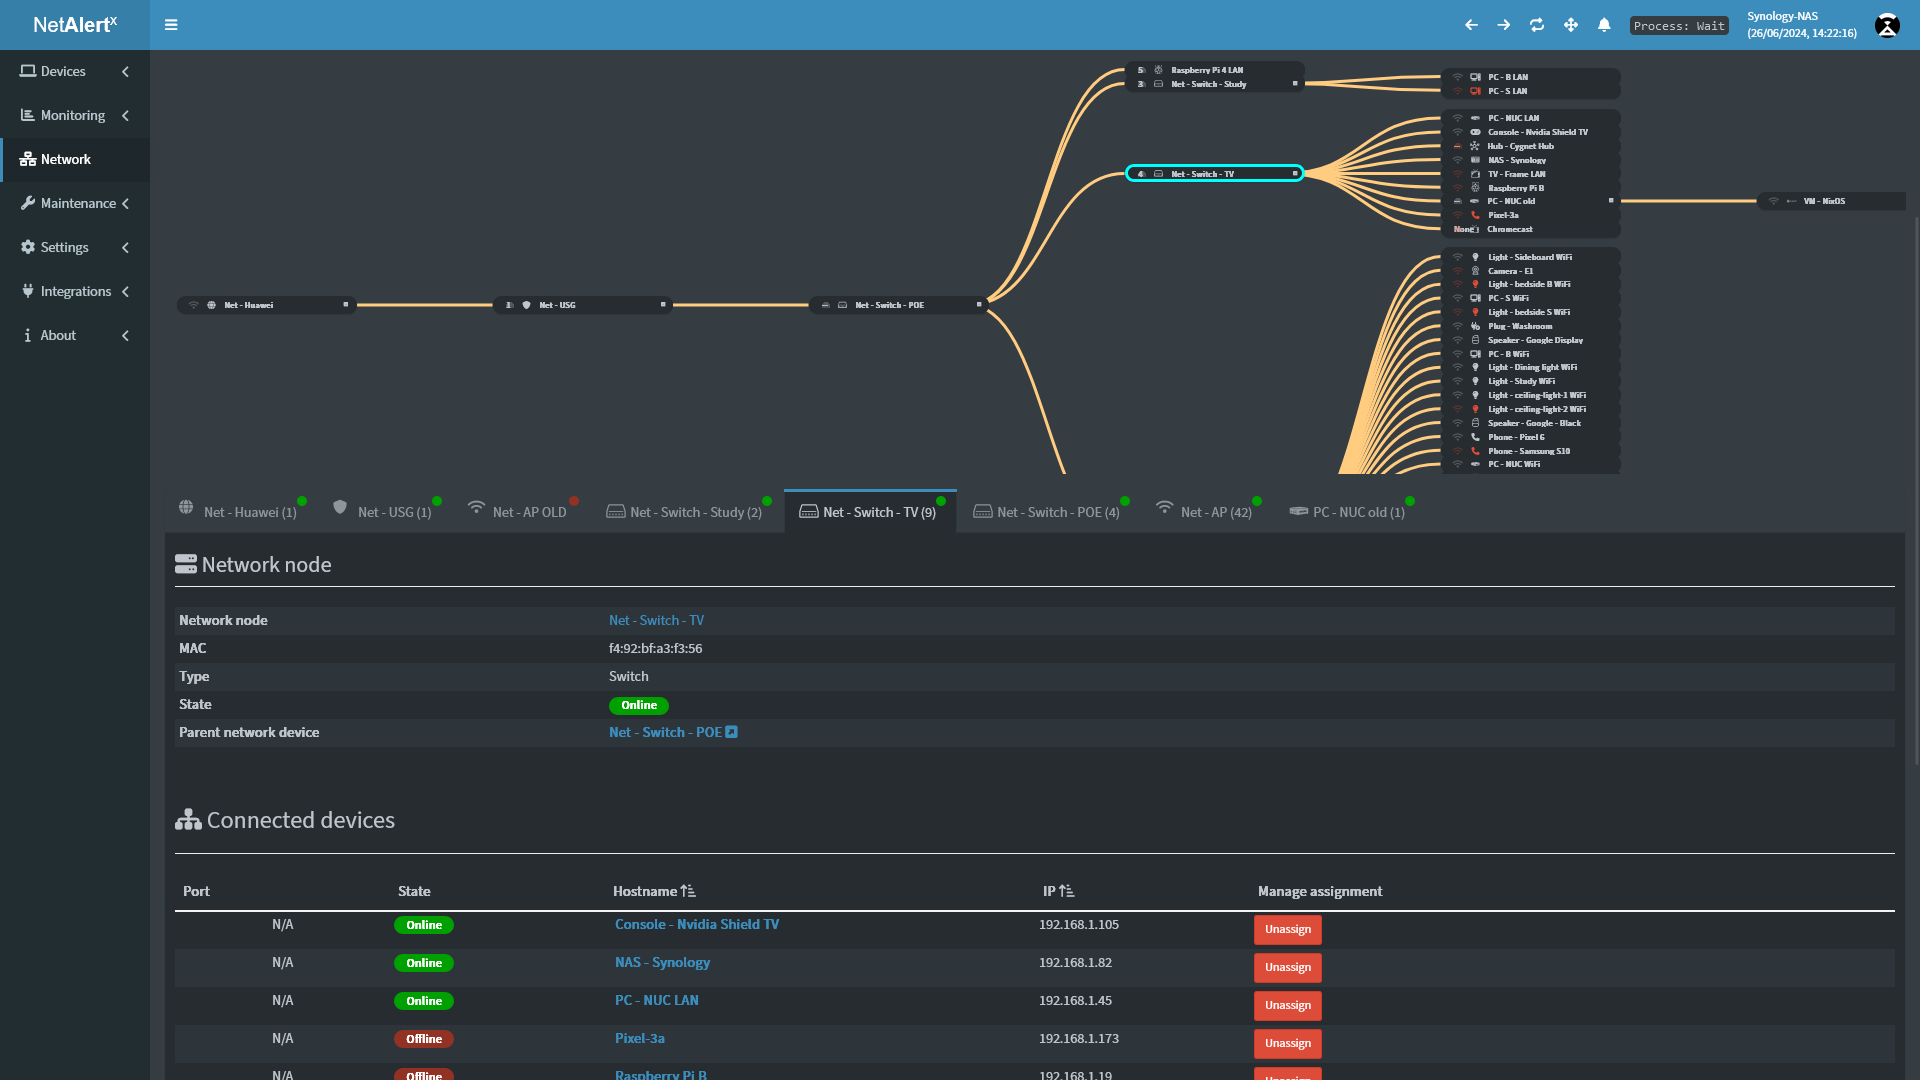 NetAlertx
Process: Wait
Synology-NAS
(26/06/2024, 14:22:16)
Devices
Monitoring
Network
Maintenance
Settings
Integrations
About
5 Raspberry Pi 4 LAN
3 Net - Switch - Study
PC - B LAN
PC - S LAN
4 Net - Switch - TV
PC - NUC LAN
Console - Nvidia Shield TV
Hub - Cygnet Hub
NAS - Synology
TV - Frame LAN
Raspberry Pi B
PC - NUC old
Pixel-3a
None Chromecast
VM - NixOS
Net - Huawei
1 Net - USG
Net - Switch - POE
Light - Sideboard WiFi
Camera - E1
Light - bedside B WiFi
PC - S WiFi
Light - bedside S WiFi
Plug - Washroom
Speaker - Google Display
PC - B WiFi
Light - Dining light WiFi
Light - Study WiFi
Light - ceiling-light-1 WiFi
Light - ceiling-light-2 WiFi
Speaker - Google - Black
Phone - Pixel 6
Phone - Samsung S10
PC - NUC WiFi
Net - Huawei (1) Net - USG (1) Net - AP OLD Net - Switch - Study (2) Net - Switch - TV (9) Net - Switch - POE (4) Net - AP (42) PC - NUC old (1)
Network node
Network node Net - Switch - TV
MAC f4:92:bf:a3:f3:56
Type Switch
State Online
Parent network device Net - Switch - POE
Connected devices
Port State Hostname IP Manage assignment
N/A Online Console - Nvidia Shield TV 192.168.1.105 Unassign
N/A Online NAS - Synology 192.168.1.82 Unassign
N/A Online PC - NUC LAN 192.168.1.45 Unassign
N/A Offline Pixel-3a 192.168.1.173 Unassign
N/A Offline Raspberry Pi B 192.168.1.19 Unassign